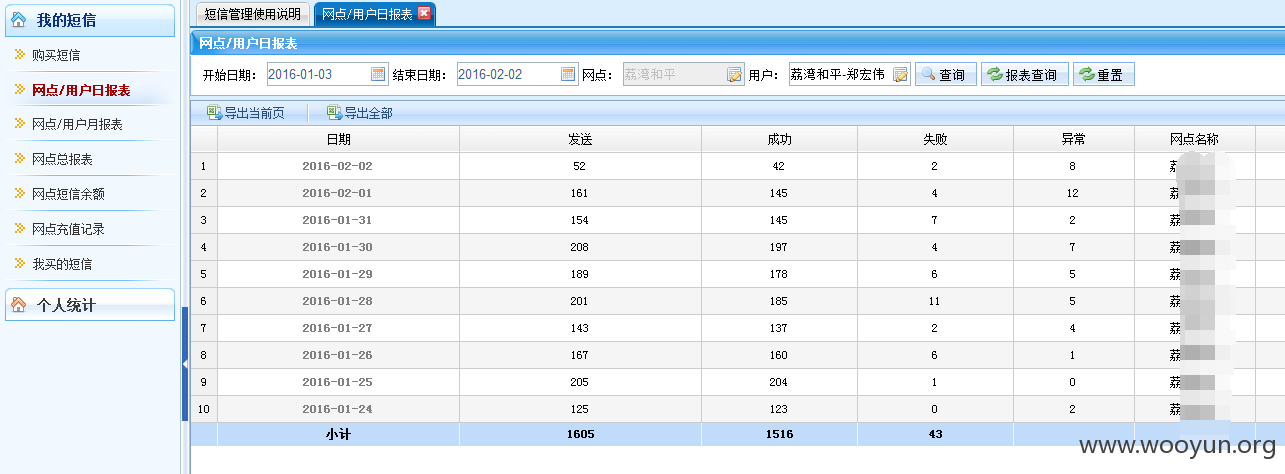 我的短信
购买短信
网点/用户日报表
网点/用户月报表
网点总报表
网点短信余额
网点充值记录
我买的短信
个人统计
短信管理使用说明 网点/用户日报表
网点/用户日报表
开始日期: 2016-01-03 结束日期: 2016-02-02 网点: 荔湾和平 用户: 荔湾和平-郑宏伟 查询 报表查询 重置
导出当前页 导出全部
日期 发送 成功 失败 异常 网点名称
1 2016-02-02 52 42 2 8 荔
2 2016-02-01 161 145 4 12 荔
3 2016-01-31 154 145 7 2 荔
4 2016-01-30 208 197 4 7 荔
5 2016-01-29 189 178 6 5 荔
6 2016-01-28 201 185 11 5 荔
7 2016-01-27 143 137 2 4 荔
8 2016-01-26 167 160 6 1 荔
9 2016-01-25 205 204 1 0 荔
10 2016-01-24 125 123 0 2 荔
小计 1605 1516 43
www.wooyun.org